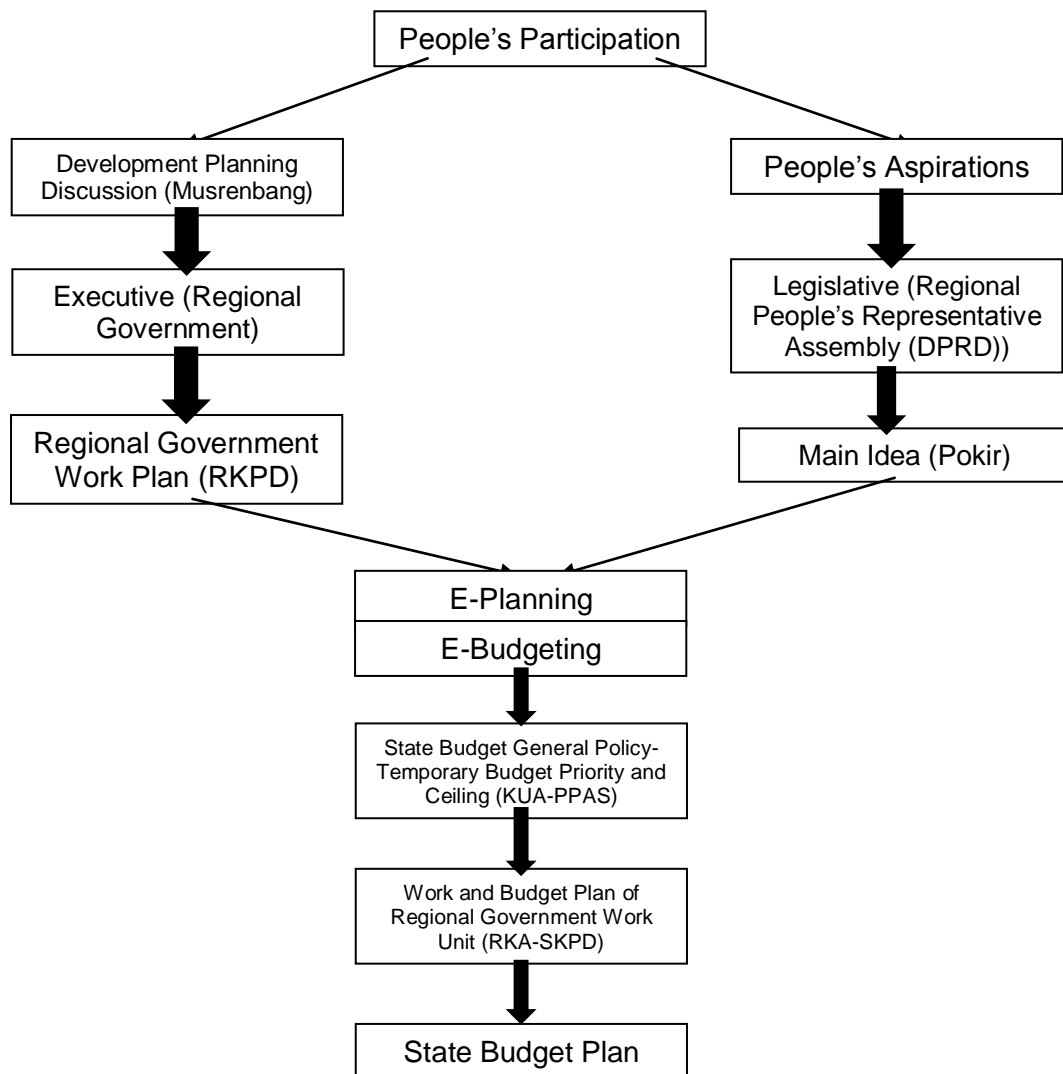 People’s Participation
Development Planning
Discussion (Musrenbang)
People’s Aspirations
Executive (Regional
Government)
Legislative (Regional
People’s Representative
Assembly (DPRD))
Regional Government
Work Plan (RKPD)
Main Idea (Pokir)
E-Planning
E-Budgeting
State Budget General Policy-
Temporary Budget Priority and
Ceiling (KUA-PPAS)
Work and Budget Plan of
Regional Government Work
Unit (RKA-SKPD)
State Budget Plan